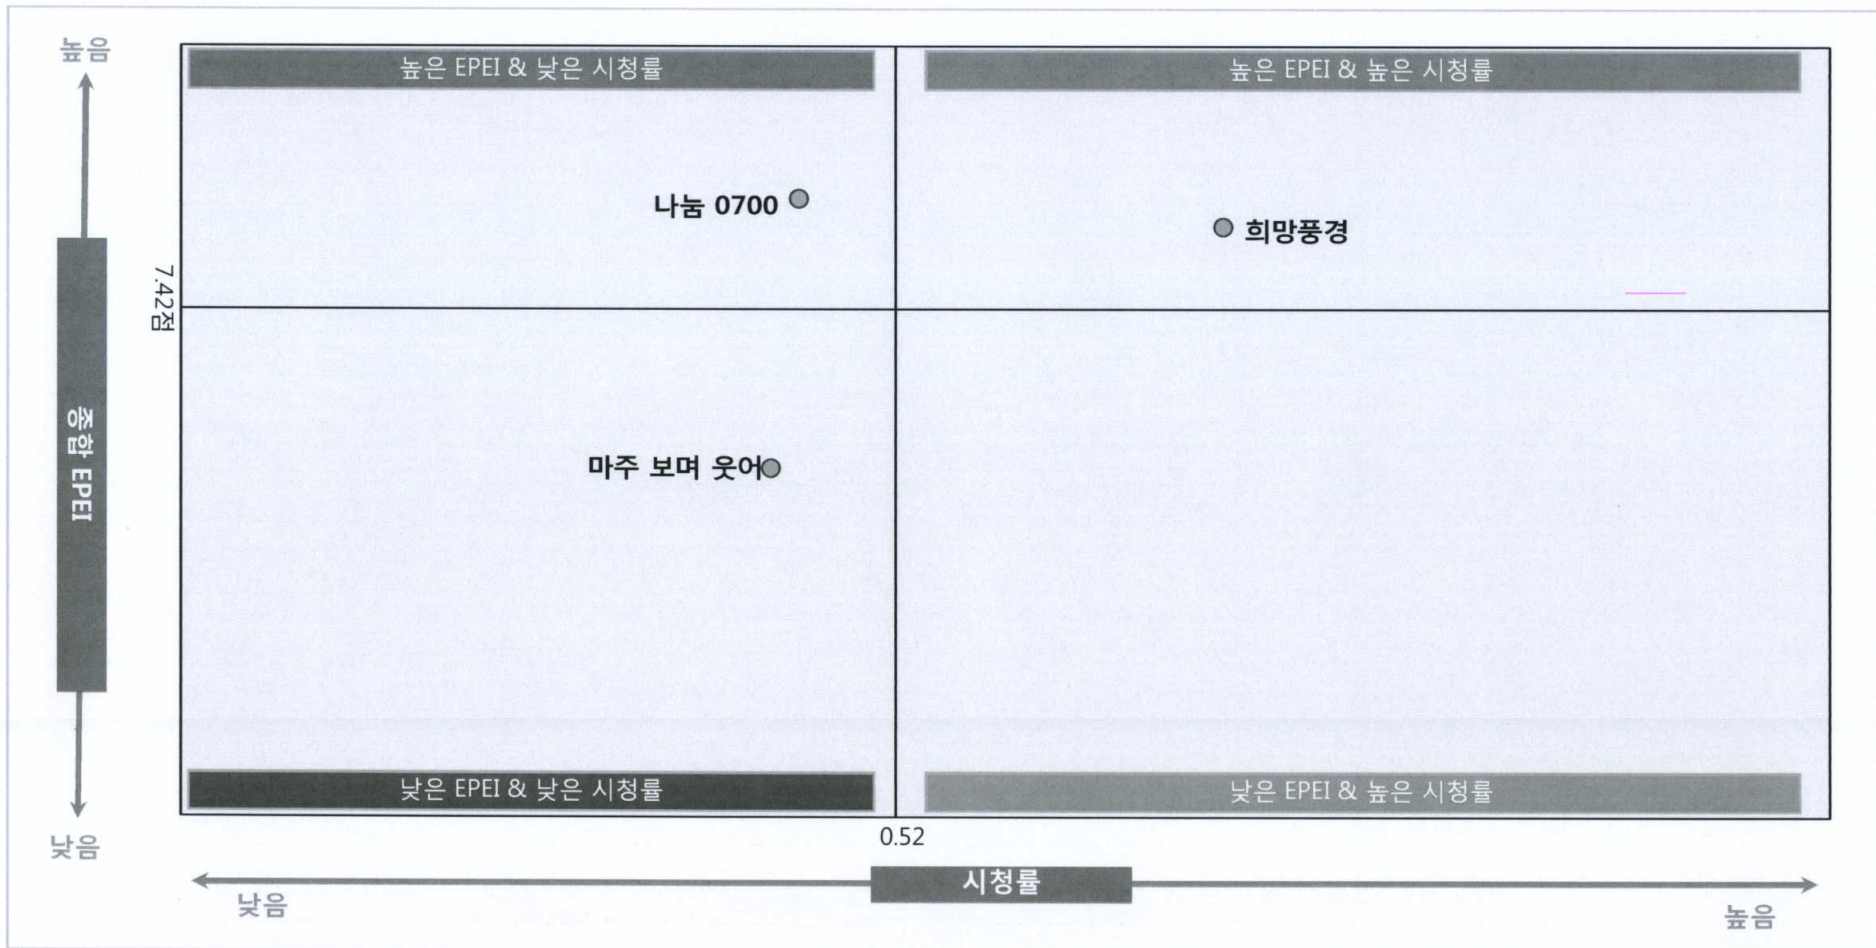 높음
높은 EPEI & 낮은 시청률
높은 EPEI & 높은 시청률
나눔 0700
희망풍경
7.42점
종합 EPEI
마주 보며 웃어
낮은 EPEI & 낮은 시청률
낮은 EPEI & 높은 시청률
낮음
0.52
시청률
낮음
높음